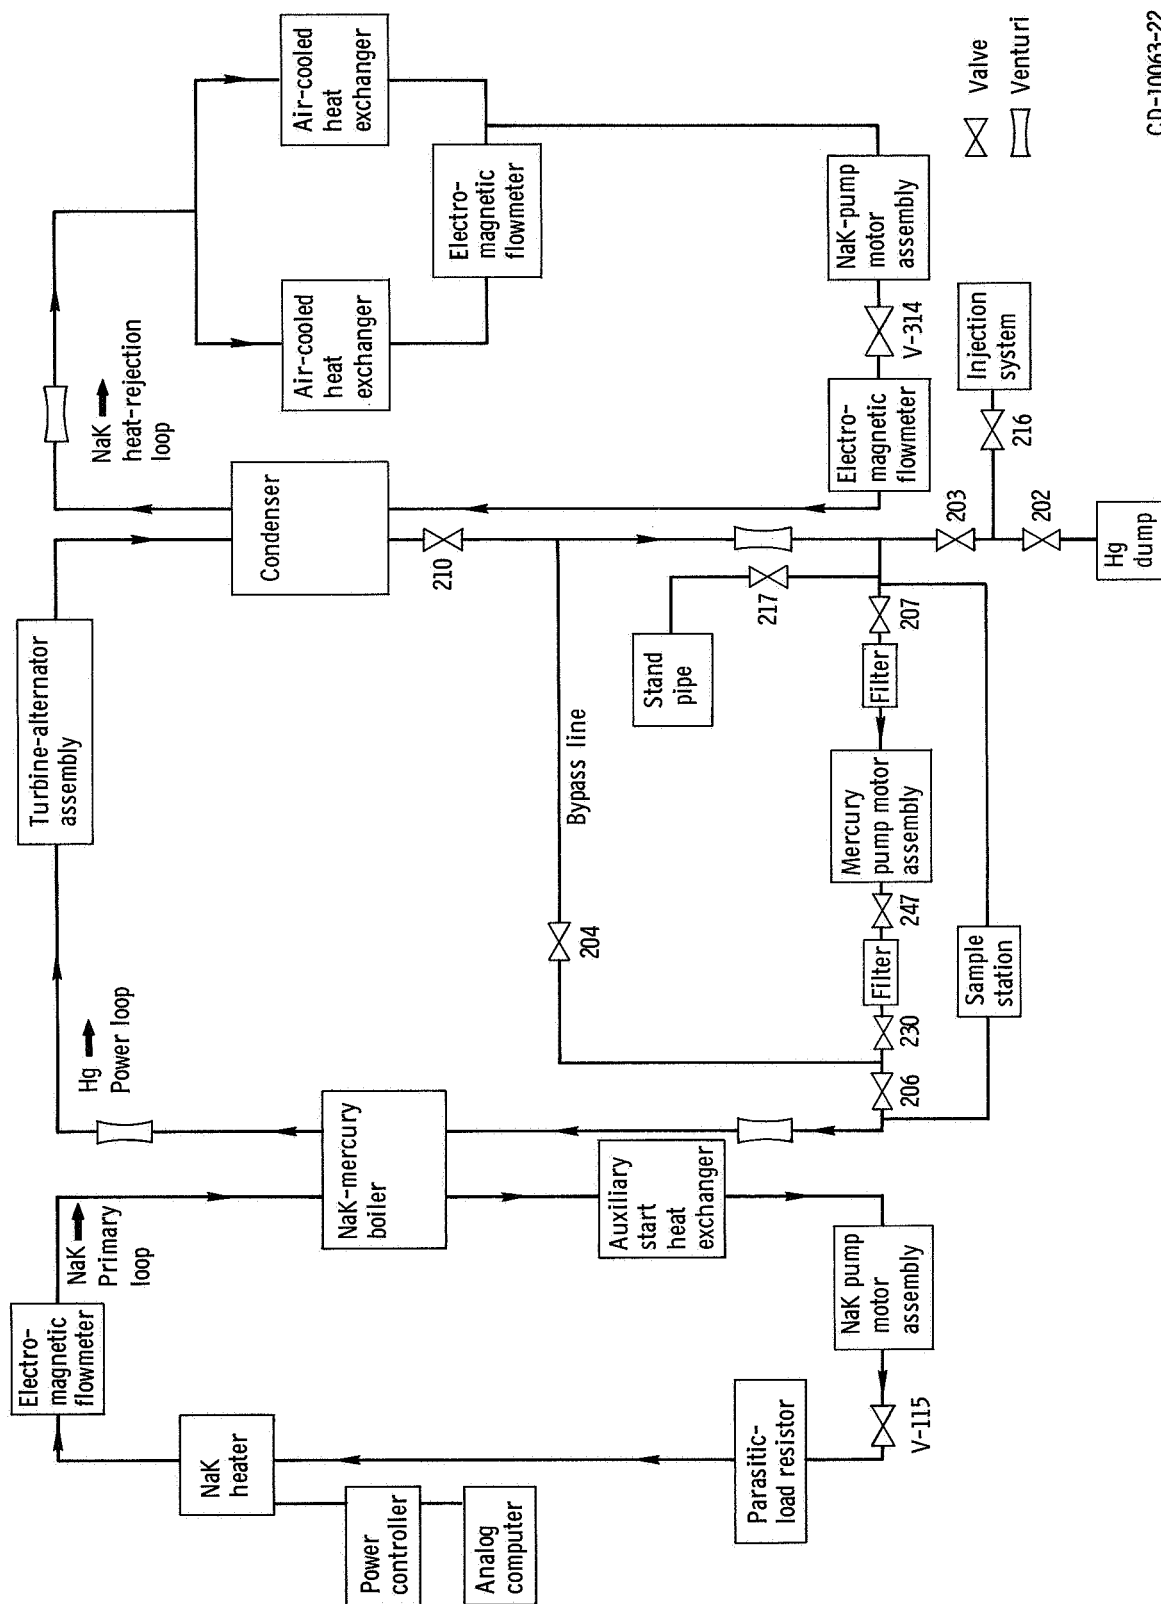 Electro-
magnetic
flowmeter
NaK
Primary
loop
NaK
heater
Power
controller
Analog
computer
Parasitic-
load resistor
V-115
NaK pump
motor
assembly
Auxiliary
start
heat
exchanger
NaK-mercury
boiler
Hg
Power loop
Turbine-alternator
assembly
Condenser
NaK
heat-rejection
loop
Air-cooled
heat
exchanger
Air-cooled
heat
exchanger
Electro-
magnetic
flowmeter
210
Bypass line
204
Stand
pipe
217
206
230
Filter
247
Mercury
pump motor
assembly
Filter
207
Sample
station
203
202
Hg
dump
216
Injection
system
Electro-
magnetic
flowmeter
V-314
NaK-pump
motor
assembly
Valve
Venturi
CD-10063-22